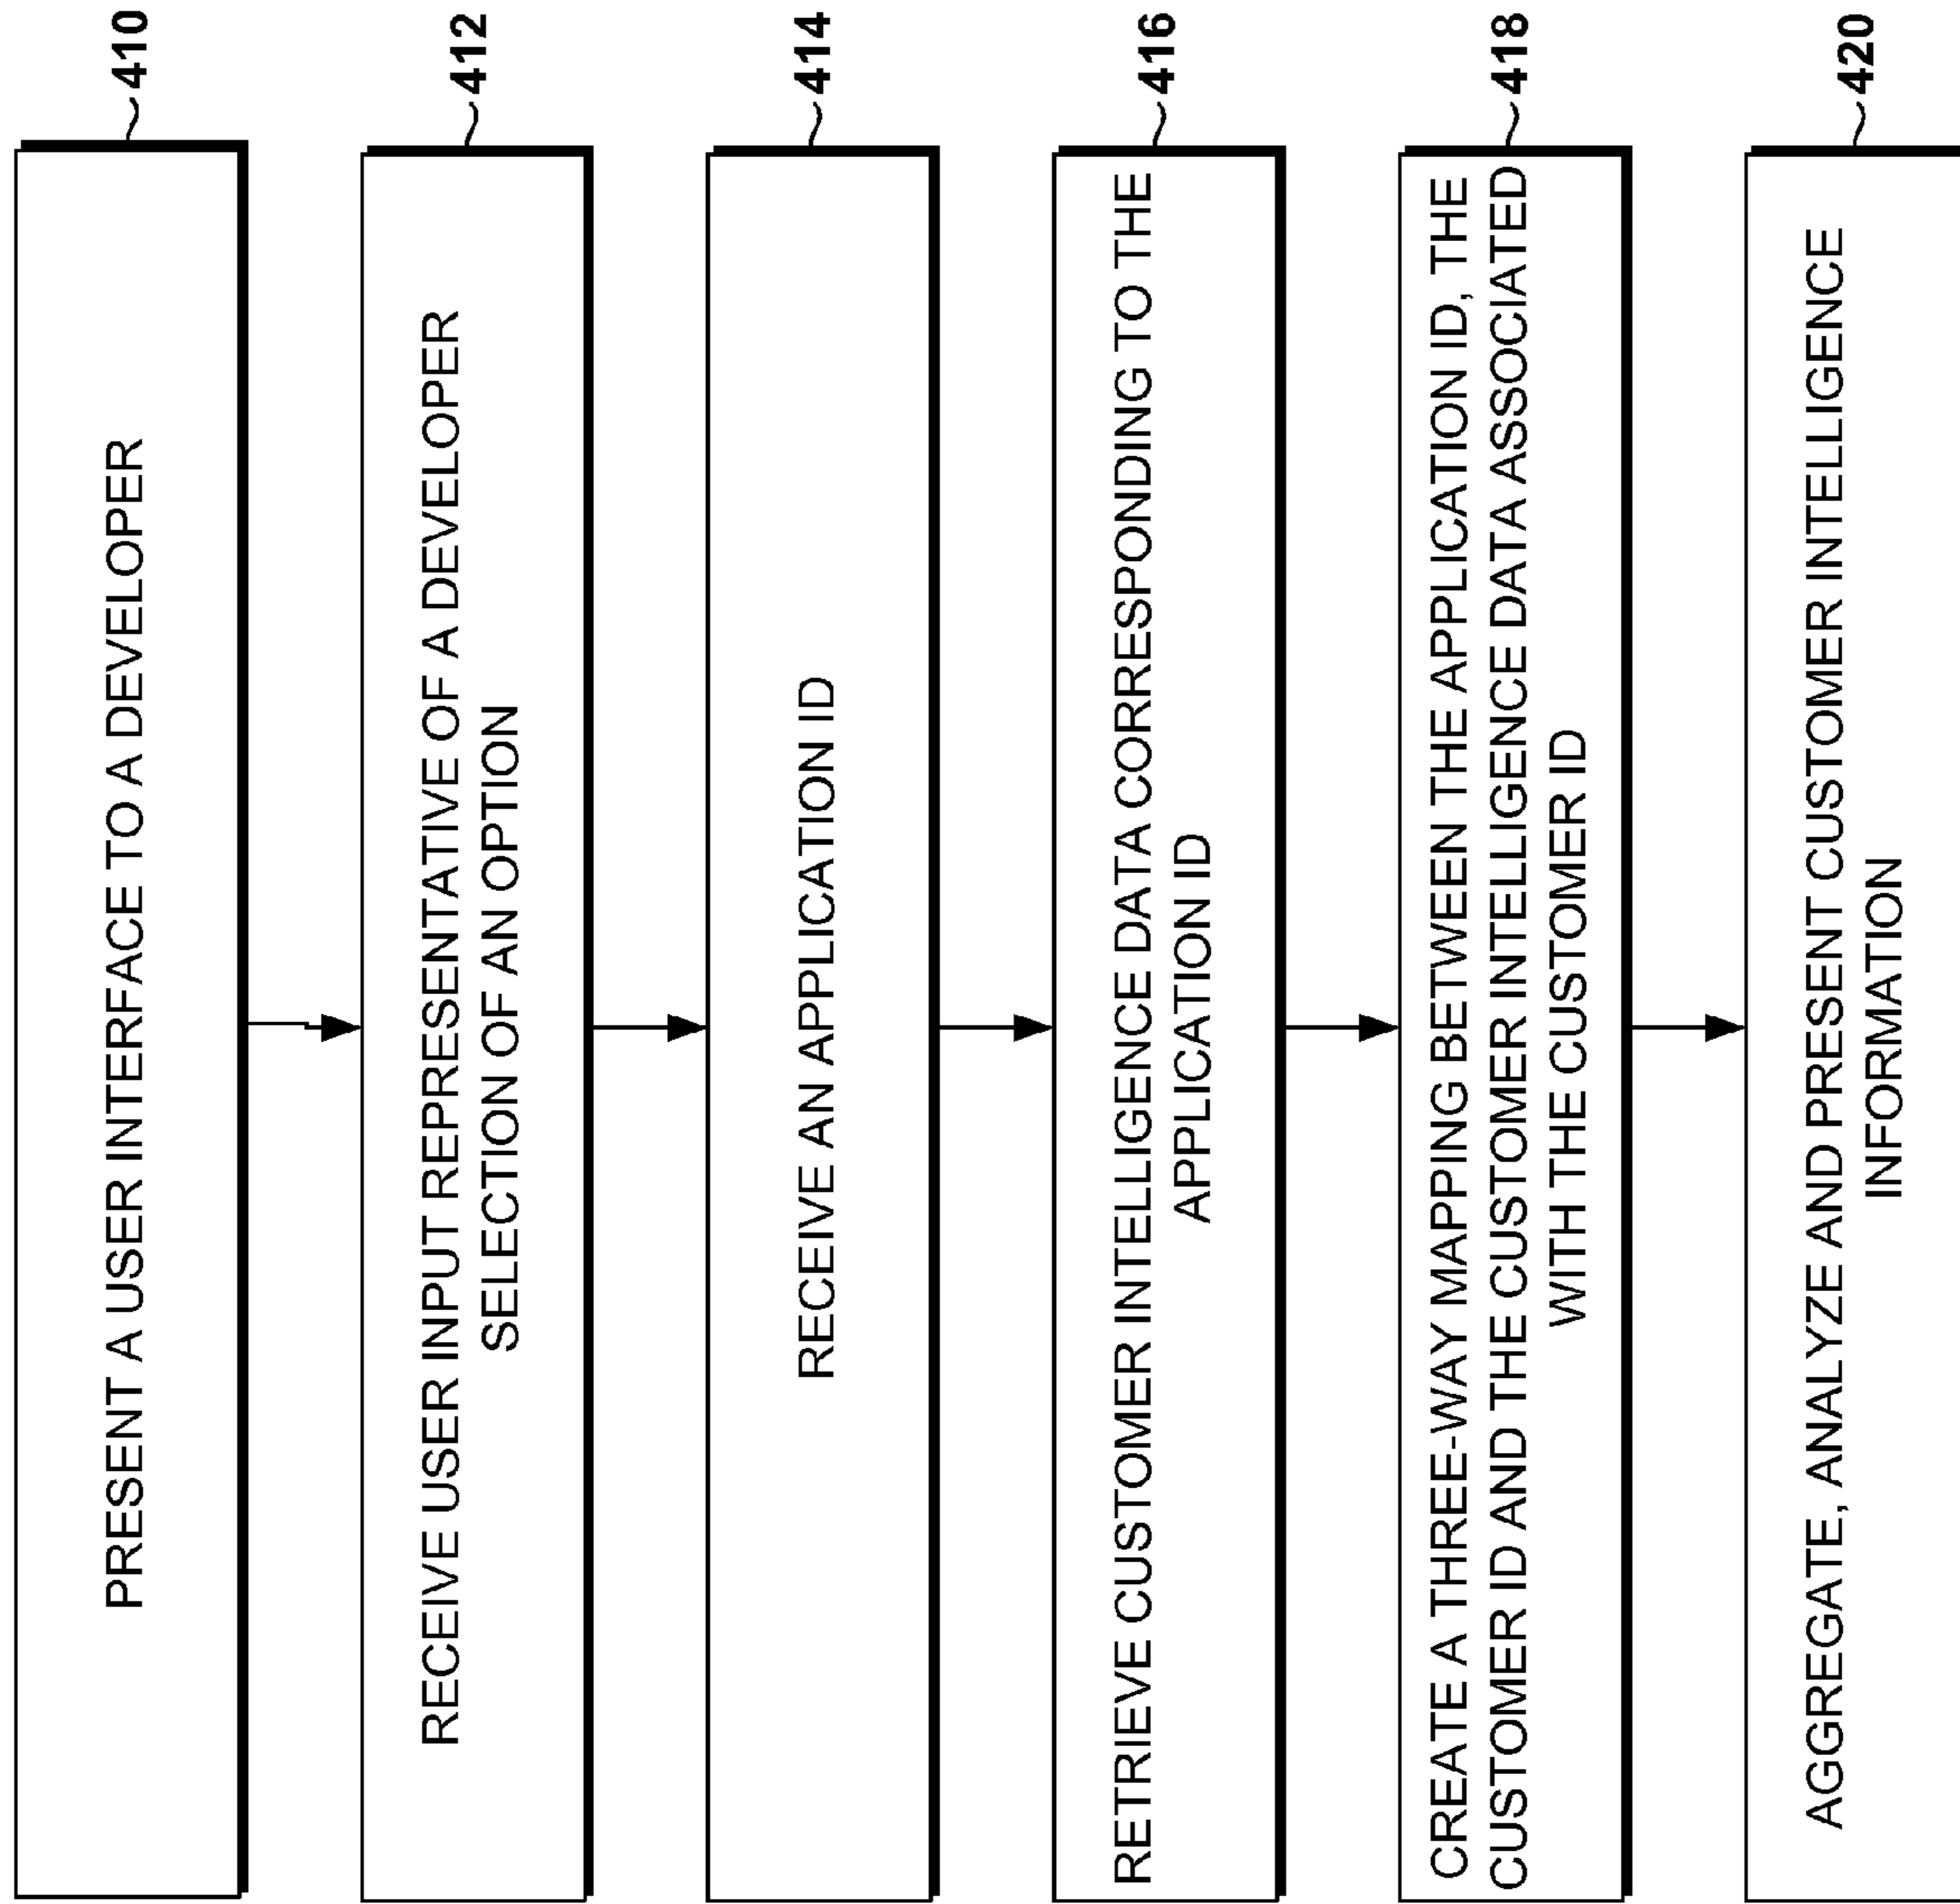 PRESENT A USER INTERFACE TO A DEVELOPER
410
RECEIVE USER INPUT REPRESENTATIVE OF A DEVELOPER
SELECTION OF AN OPTION
412
RECEIVE AN APPLICATION ID
414
RETRIEVE CUSTOMER INTELLIGENCE DATA CORRESPONDING TO THE
APPLICATION ID
416
CREATE A THREE-WAY MAPPING BETWEEN THE APPLICATION ID, THE
CUSTOMER ID AND THE CUSTOMER INTELLIGENCE DATA ASSOCIATED
WITH THE CUSTOMER ID
418
AGGREGATE, ANALYZE AND PRESENT CUSTOMER INTELLIGENCE
INFORMATION
420